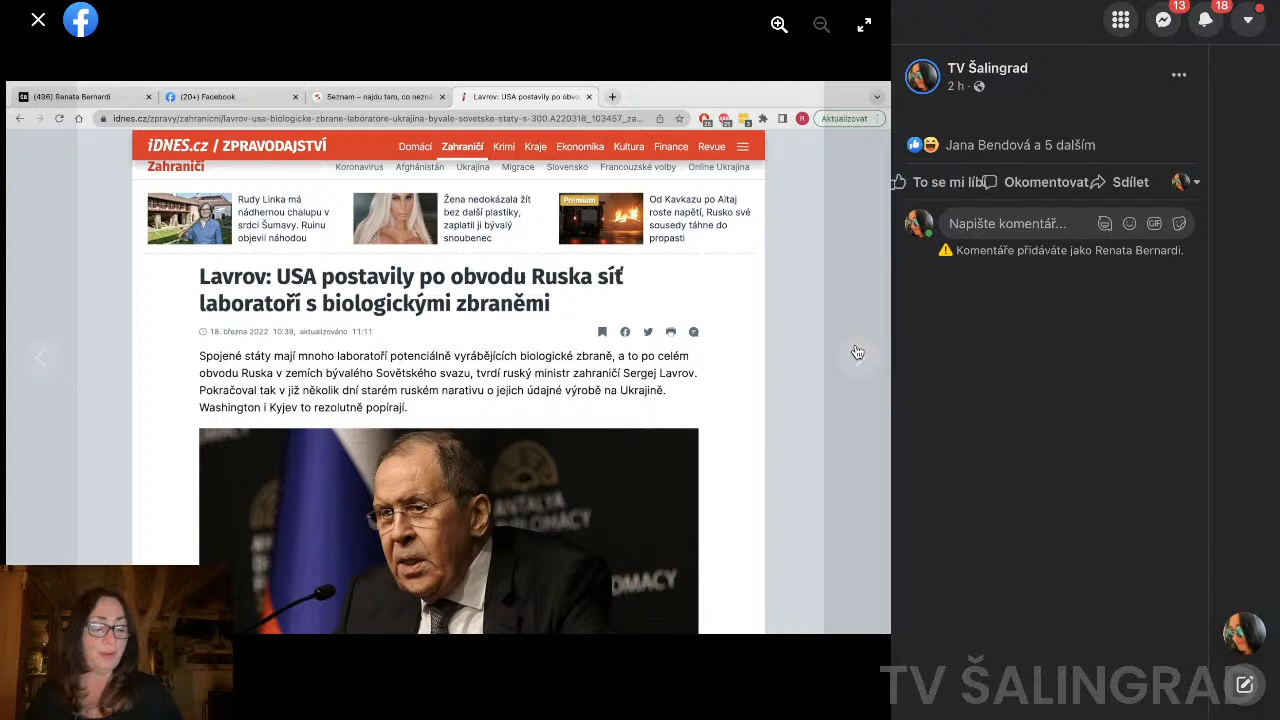 (496) Renata Bernardi
(20+) Facebook
Seznam – najdu tam, co nezn
Lavrov: USA postavily po obvo
idnes.cz/zpravy/zahranicni/lavrov-usa-biologicke-zbrane-laboratore-ukrajina-byvale-sovetske-staty-s-300.A220318_103457_za...
Aktualizovat
iDNES.cz / ZPRAVODAJSTVÍ
Domácí Zahraničí Krimi Kraje Ekonomika Kultura Finance Revue
Zahraničí
Koronavirus Afghánistán Ukrajina Migrace Slovensko Francouzské volby Online Ukrajina
Rudy Linka má
nádhernou chalupu v
srdci Šumavy. Ruinu
objevil náhodou
Žena nedokázala žít
bez další plastiky,
zaplatil ji bývalý
snoubenec
Premium
Od Kavkazu po Altaj
roste napětí, Rusko své
sousedy táhne do
propasti
Lavrov: USA postavily po obvodu Ruska síť
laboratoří s biologickými zbraněmi
18. března 2022 10:39, aktualizováno 11:11
Spojené státy mají mnoho laboratoří potenciálně vyrábějících biologické zbraně, a to po celém
obvodu Ruska v zemích bývalého Sovětského svazu, tvrdí ruský ministr zahraničí Sergej Lavrov.
Pokračoval tak v již několik dní starém ruském narativu o jejich údajné výrobě na Ukrajině.
Washington i Kyjev to rezolutně popírají.
ANTALYA
DIPLOMACY
OMACY
13
18
TV Šalingrad
2 h
Jana Bendová a 5 dalším
To se mi líb
Okomentovat
Sdílet
Napište komentář...
GIF
Komentáře přidáváte jako Renata Bernardi.
TV ŠALINGRAD